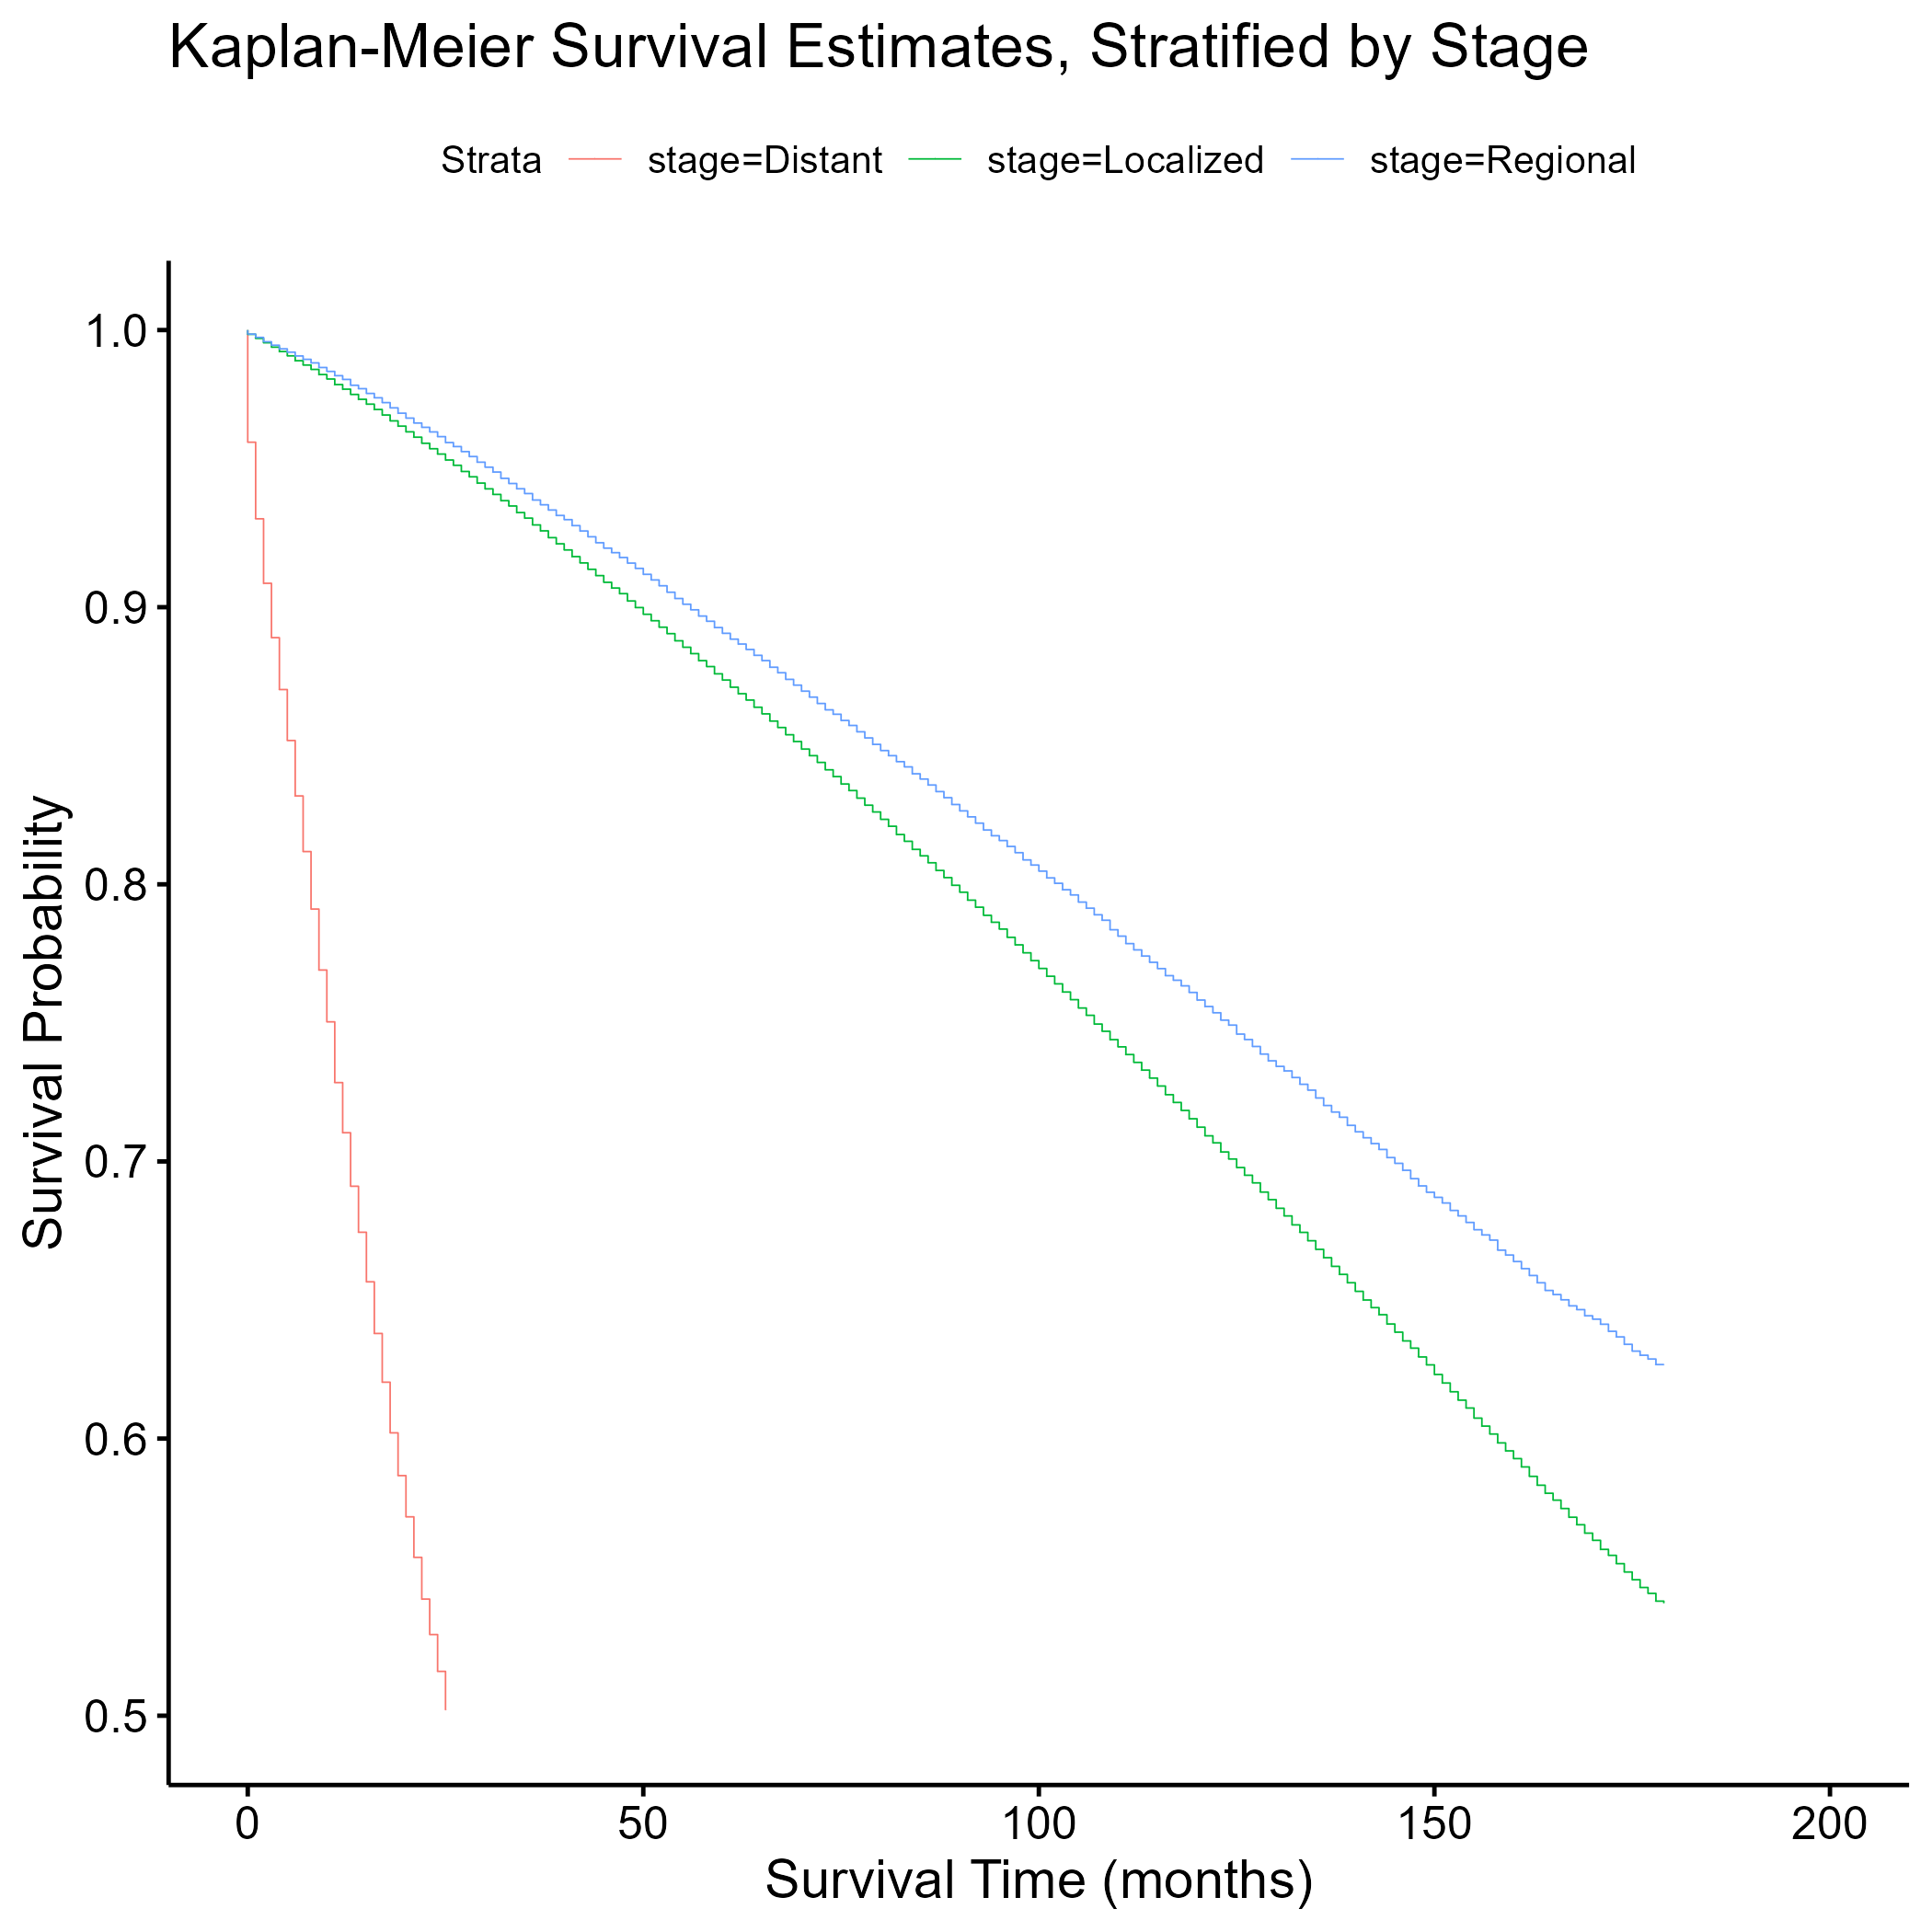 Kaplan-Meier Survival Estimates, Stratified by Stage
Strata stage=Distant stage=Localized stage=Regional
1.0
0.9
0.8
0.7
0.6
0.5
Survival Probability
0 50 100 150 200
Survival Time (months)